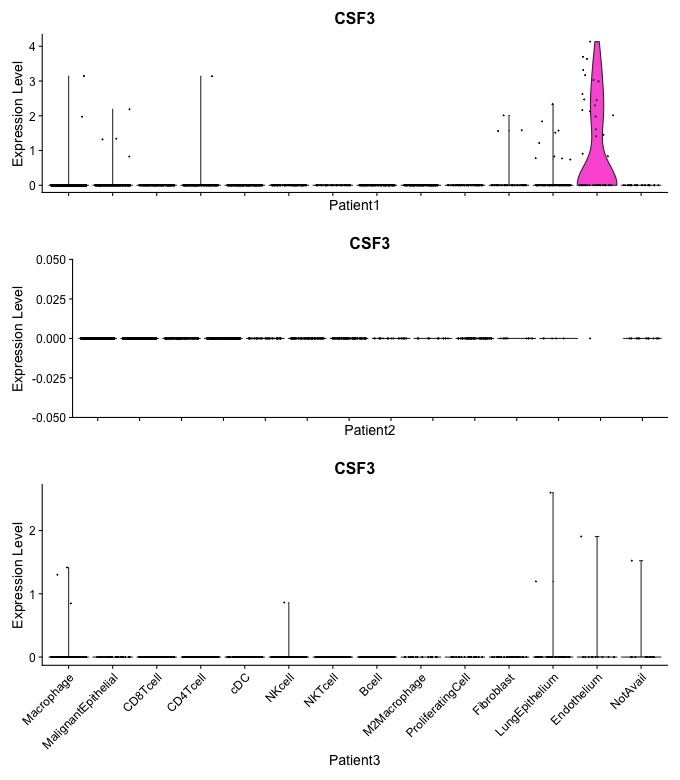 CSF3
Expression Level
4
3
2
1
0
Patient1
CSF3
Expression Level
0.050
0.025
0.000
-0.025
-0.050
Patient2
CSF3
Expression Level
2
1
0
Macrophage
MalignantEpithelial
CD8Tcell
CD4Tcell
cDC
NKcell
NKTcell
Bcell
M2Macrophage
ProliferatingCell
Fibroblast
LungEpithelium
Endothelium
NotAvail
Patient3